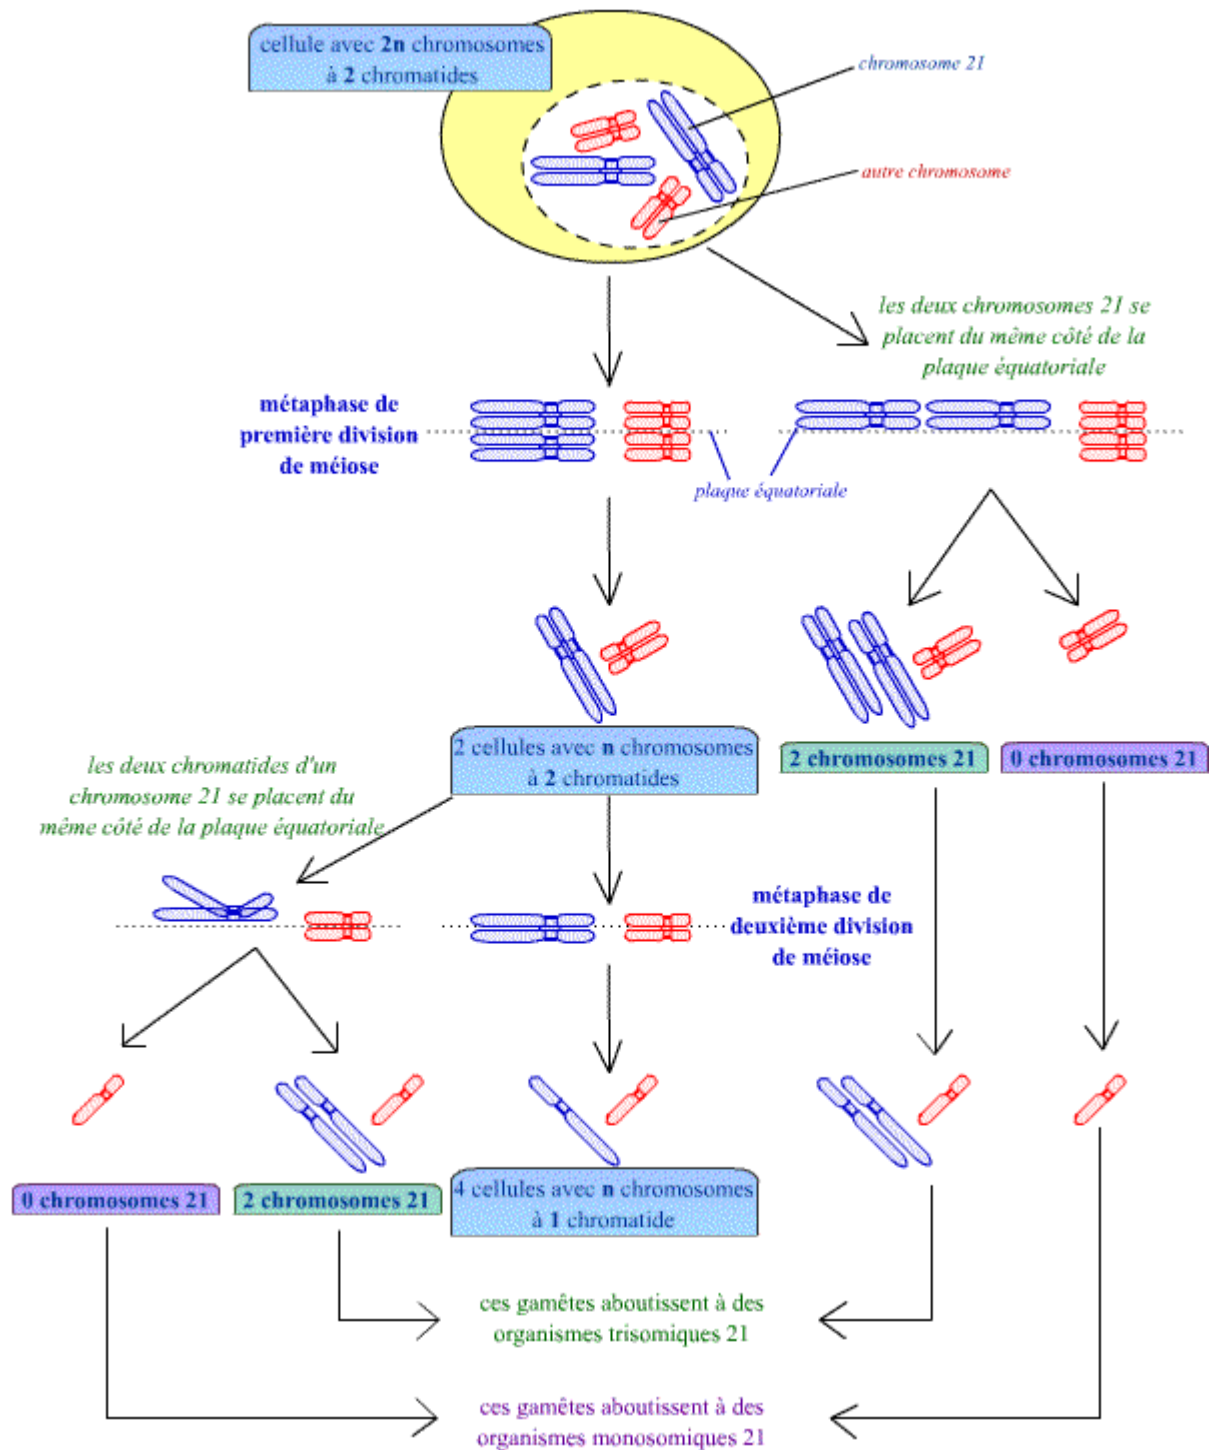 cellule avec 2n chromosomes
à 2 chromatides
chromosome 21
autre chromosome
les deux chromosomes 21 se
placent du même côté de la
plaque équatoriale
métaphase de
première division
de méiose
plaque équatoriale
2 cellules avec n chromosomes
à 2 chromatides
2 chromosomes 21
0 chromosomes 21
les deux chromatides d'un
chromosome 21 se placent du
même côté de la plaque équatoriale
métaphase de
deuxième division
de méiose
0 chromosomes 21
2 chromosomes 21
4 cellules avec n chromosomes
à 1 chromatide
ces gamêtes aboutissent à des
organismes trisomiques 21
ces gamêtes aboutissent à des
organismes monosomiques 21